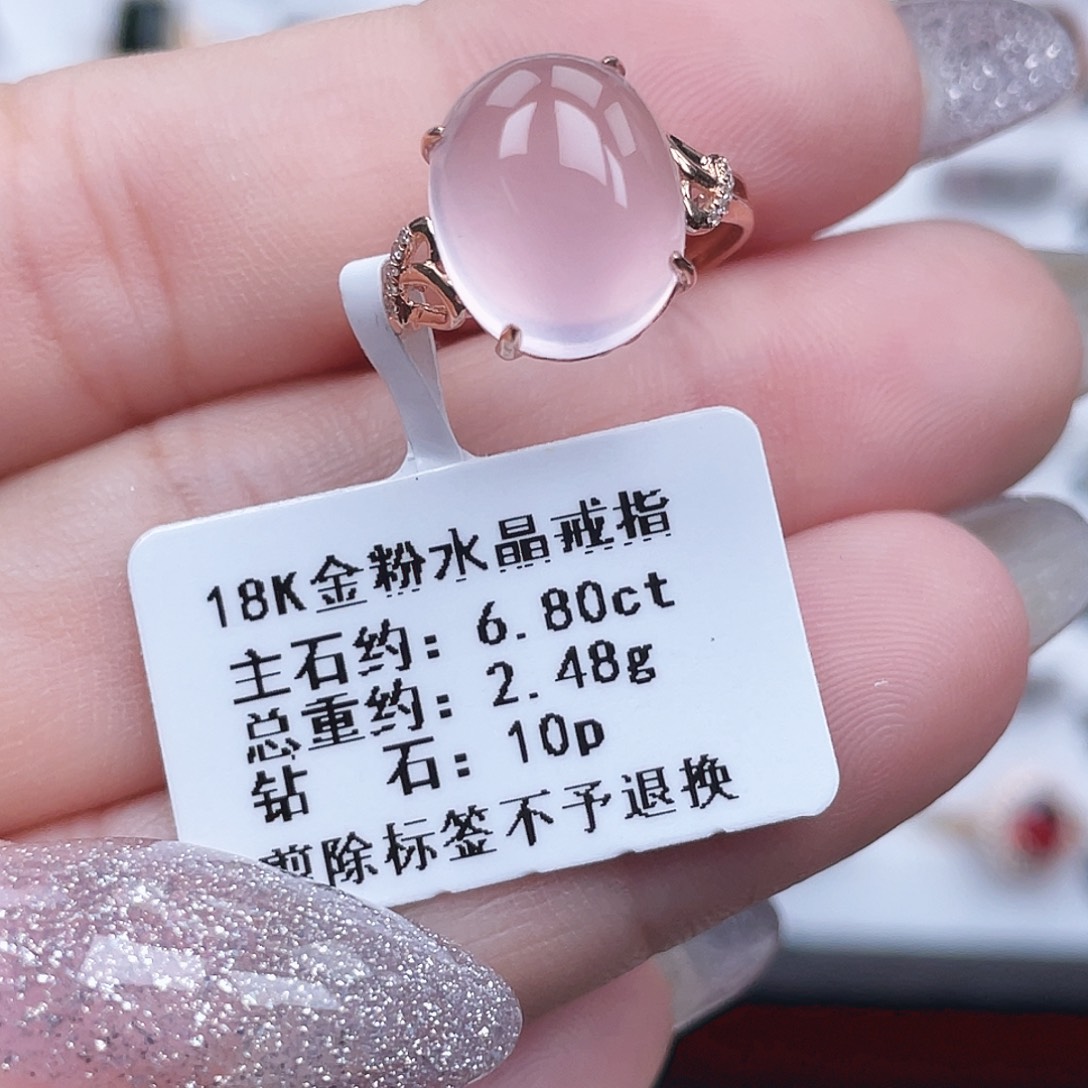 18K金粉水晶戒指
主石约: 6.80ct
总重约: 2.48g
钻 石: 10p
剪除标签不予退换